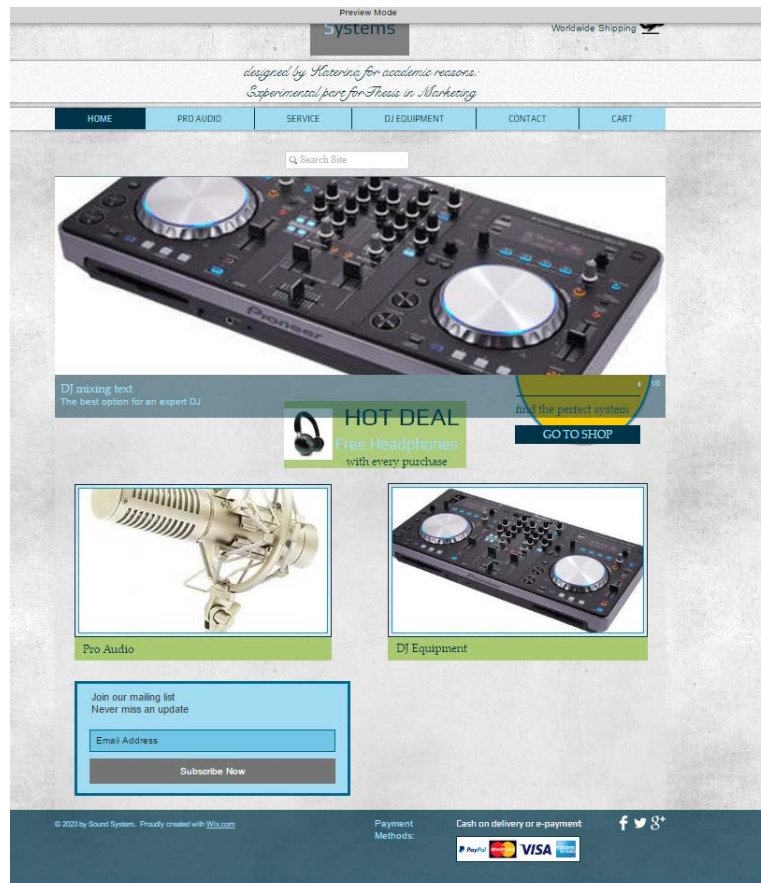 Preview Mode
Systems
Worldwide Shipping
designed by Katerina for academic reasons.
Experimental part for Thesis in Marketing
HOME PRO AUDIO SERVICE DJ EQUIPMENT CONTACT CART
Search Site
Pioneer
DJ mixing text
The best option for an expert DJ
1/5
find the perfect system
GO TO SHOP
HOT DEAL
Free Headphones
with every purchase
Pro Audio
DJ Equipment
Join our mailing list
Never miss an update
Email Address
Subscribe Now
© 2023 by Sound System. Proudly created with Wix.com
Payment
Methods:
Cash on delivery or e-payment
PayPal VISA